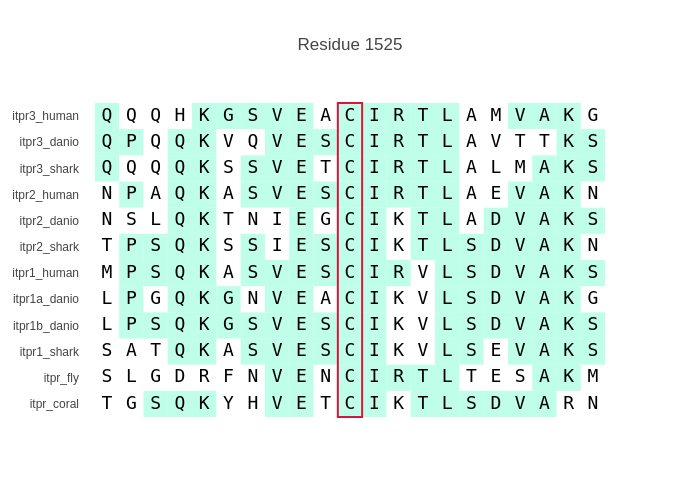 Residue 1525
itpr3_human Q Q Q H K G S V E A C I R T L A M V A K G
itpr3_danio Q P Q Q K V Q V E S C I R T L A V T T K S
itpr3_shark Q Q Q Q K S S V E T C I R T L A L M A K S
itpr2_human N P A Q K A S V E S C I R T L A E V A K N
itpr2_danio N S L Q K T N I E G C I K T L A D V A K S
itpr2_shark T P S Q K S S I E S C I K T L S D V A K N
itpr1_human M P S Q K A S V E S C I R V L S D V A K S
itpr1a_danio L P G Q K G N V E A C I K V L S D V A K G
itpr1b_danio L P S Q K G S V E S C I K V L S D V A K S
itpr1_shark S A T Q K A S V E S C I K V L S E V A K S
itpr_fly S L G D R F N V E N C I R T L T E S A K M
itpr_coral T G S Q K Y H V E T C I K T L S D V A R N